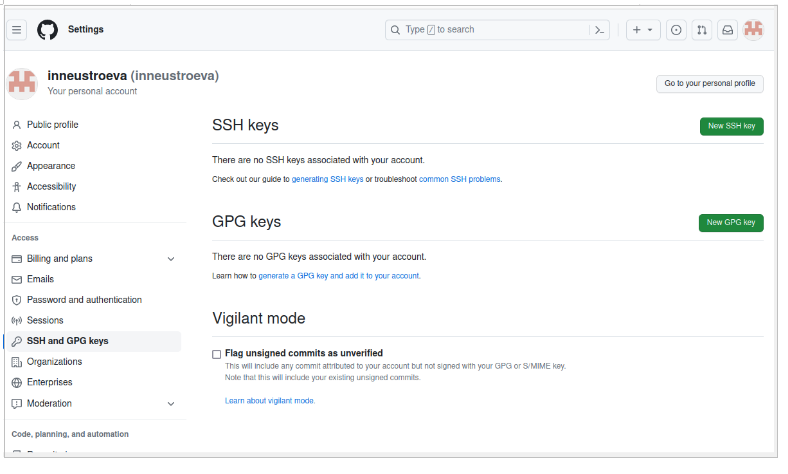 Settings
Type / to search
inneustroeva (inneustroeva)
Your personal account
Go to your personal profile
Public profile
Account
Appearance
Accessibility
Notifications
Access
Billing and plans
Emails
Password and authentication
Sessions
SSH and GPG keys
Organizations
Enterprises
Moderation
Code, planning, and automation
SSH keys
New SSH key
There are no SSH keys associated with your account.
Check out our guide to generating SSH keys or troubleshoot common SSH problems.
GPG keys
New GPG key
There are no GPG keys associated with your account.
Learn how to generate a GPG key and add it to your account.
Vigilant mode
Flag unsigned commits as unverified
This will include any commit attributed to your account but not signed with your GPG or S/MIME key.
Note that this will include your existing unsigned commits.
Learn about vigilant mode.